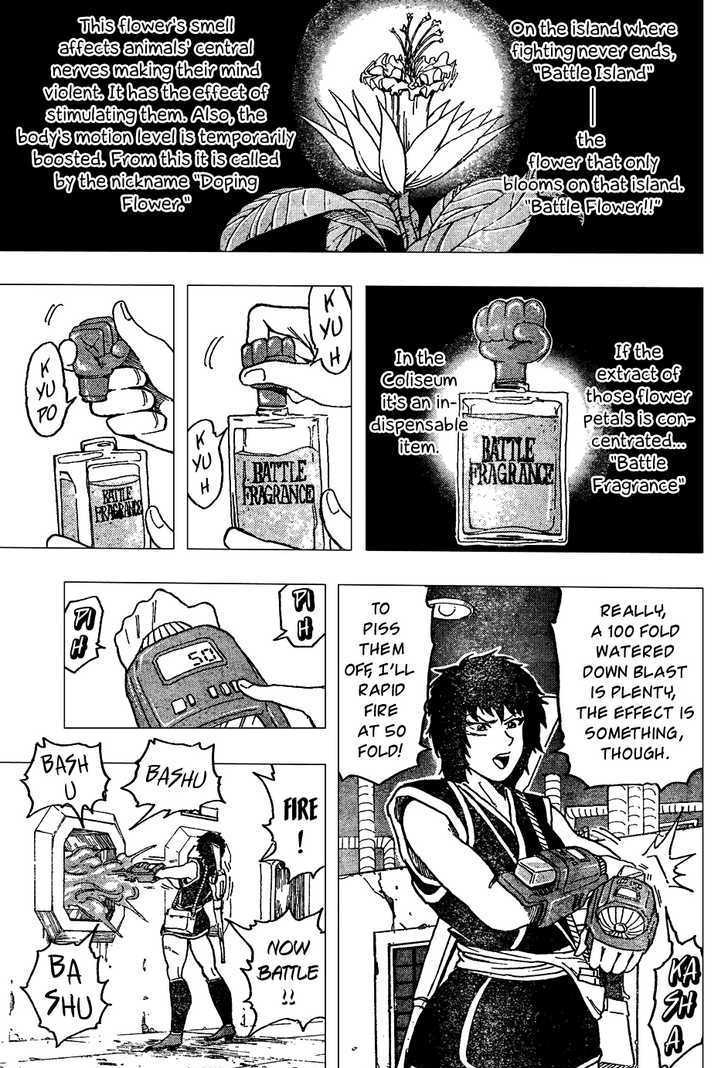 On the island where
fighting never ends,
"Battle Island"
—
the
flower that only
blooms on that island.
"Battle Flower!!"
This flower's smell
affects animals' central
nerves making their mind
violent. It has the effect of
stimulating them. Also, the
body's motion level is temporarily
boosted. From this it is called
by the nickname "Doping
Flower."
If the
extract of
those flower
petals is con-
centrated...
"Battle
Fragrance"
In the
Coliseum
it's an in-
dispensable
item.
BATTLE
FRAGRANCE
K
YU
H
K
YU
H
BATTLE
FRAGRANCE
K
YU
PO
BATTLE
FRAGRANCE
REALLY,
A 100 FOLD
WATERED
DOWN BLAST
IS PLENTY,
THE EFFECT IS
SOMETHING,
THOUGH.
TO
PISS
THEM
OFF, I'LL
RAPID
FIRE
AT 50
FOLD!
KA
SH
A
PI
H
PI
H
50
FIRE
!
NOW
BATTLE
!!
BASHU
BASH
U
BA
SHU